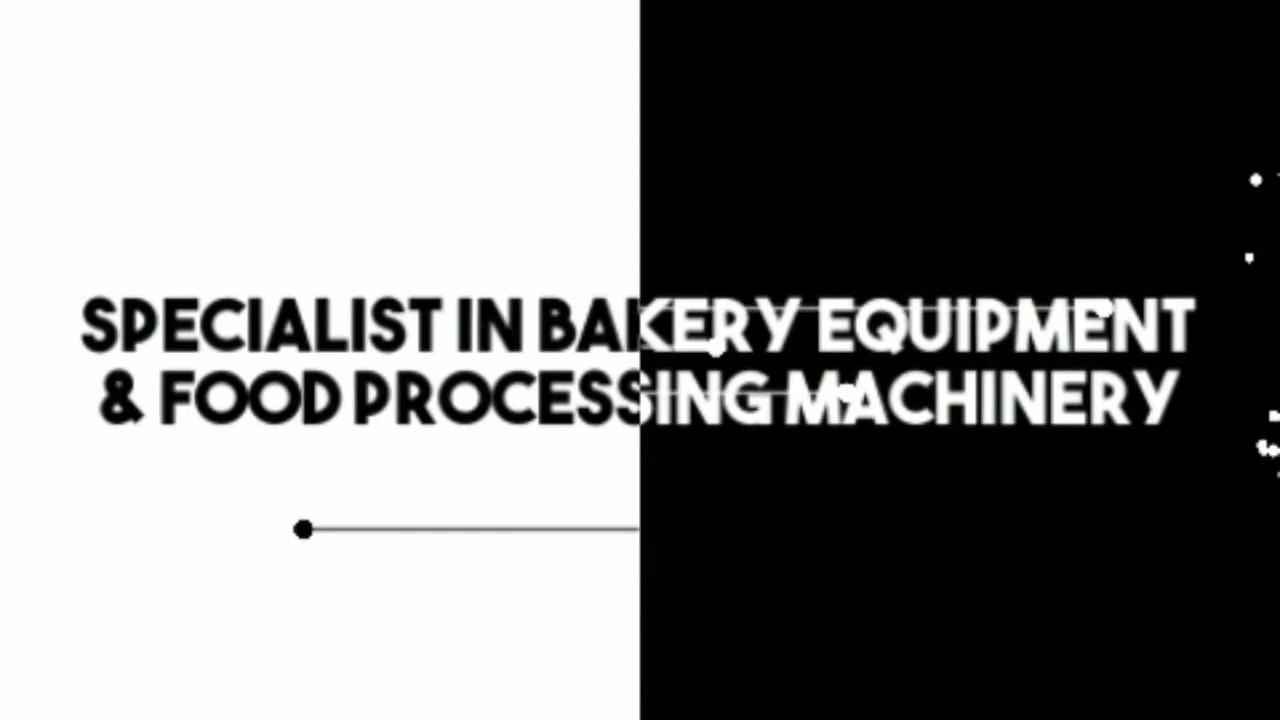 SPECIALIST IN BAKERY EQUIPMENT
& FOOD PROCESSING MACHINERY